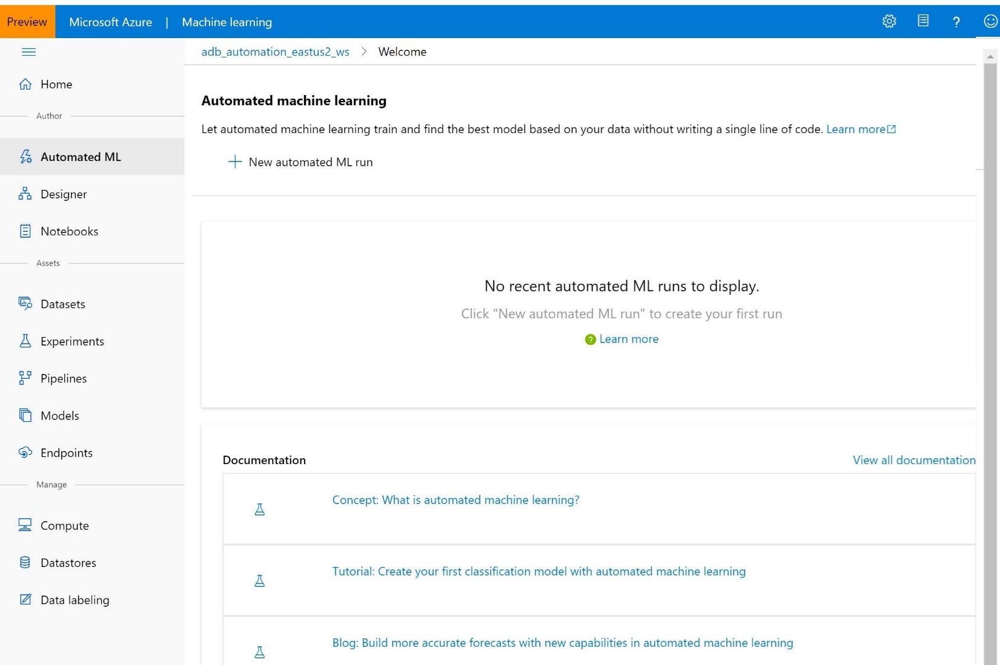 Preview
Microsoft Azure | Machine learning
?
adb_automation_eastus2_ws > Welcome
Home
Author
Automated ML
Designer
Notebooks
Assets
Datasets
Experiments
Pipelines
Models
Endpoints
Manage
Compute
Datastores
Data labeling
Automated machine learning
Let automated machine learning train and find the best model based on your data without writing a single line of code. Learn more
New automated ML run
No recent automated ML runs to display.
Click "New automated ML run" to create your first run
? Learn more
Documentation
View all documentation
Concept: What is automated machine learning?
Tutorial: Create your first classification model with automated machine learning
Blog: Build more accurate forecasts with new capabilities in automated machine learning